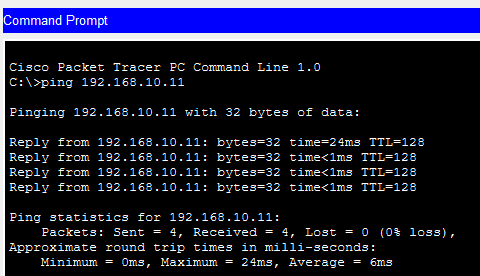 Command Prompt
Cisco Packet Tracer PC Command Line 1.0
C:\>ping 192.168.10.11
Pinging 192.168.10.11 with 32 bytes of data:
Reply from 192.168.10.11: bytes=32 time=24ms TTL=128
Reply from 192.168.10.11: bytes=32 time<1ms TTL=128
Reply from 192.168.10.11: bytes=32 time<1ms TTL=128
Reply from 192.168.10.11: bytes=32 time<1ms TTL=128
Ping statistics for 192.168.10.11:
Packets: Sent = 4, Received = 4, Lost = 0 (0% loss),
Approximate round trip times in milli-seconds:
Minimum = 0ms, Maximum = 24ms, Average = 6ms